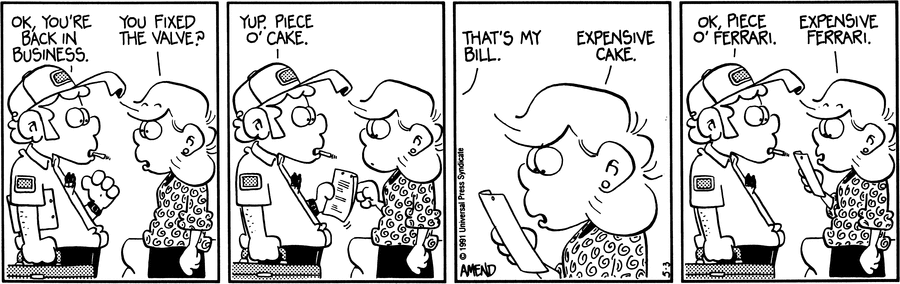 OK, YOU'RE
BACK IN
BUSINESS.
YOU FIXED
THE VALVE?
YUP. PIECE
O' CAKE.
THAT'S MY
BILL.
EXPENSIVE
CAKE.
© 1991 Universal Press Syndicate
AMEND
5-3
OK, PIECE
O' FERRARI.
EXPENSIVE
FERRARI.